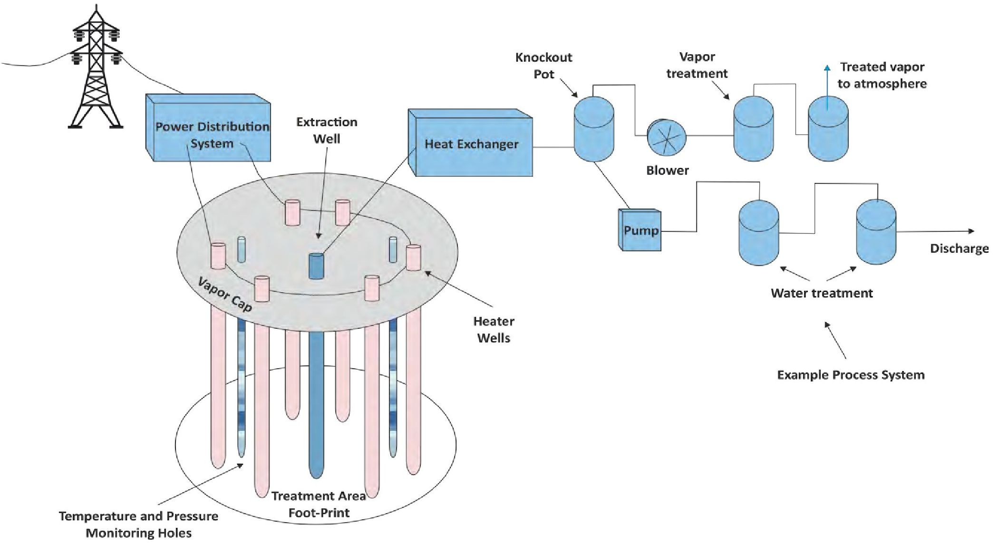 Knockout
Pot
Vapor
treatment
Treated vapor
to atmosphere
Power Distribution
System
Extraction
Well
Heat Exchanger
Blower
Pump
Discharge
Vapor Cap
Water treatment
Heater
Wells
Example Process System
Treatment Area
Foot-Print
Temperature and Pressure
Monitoring Holes